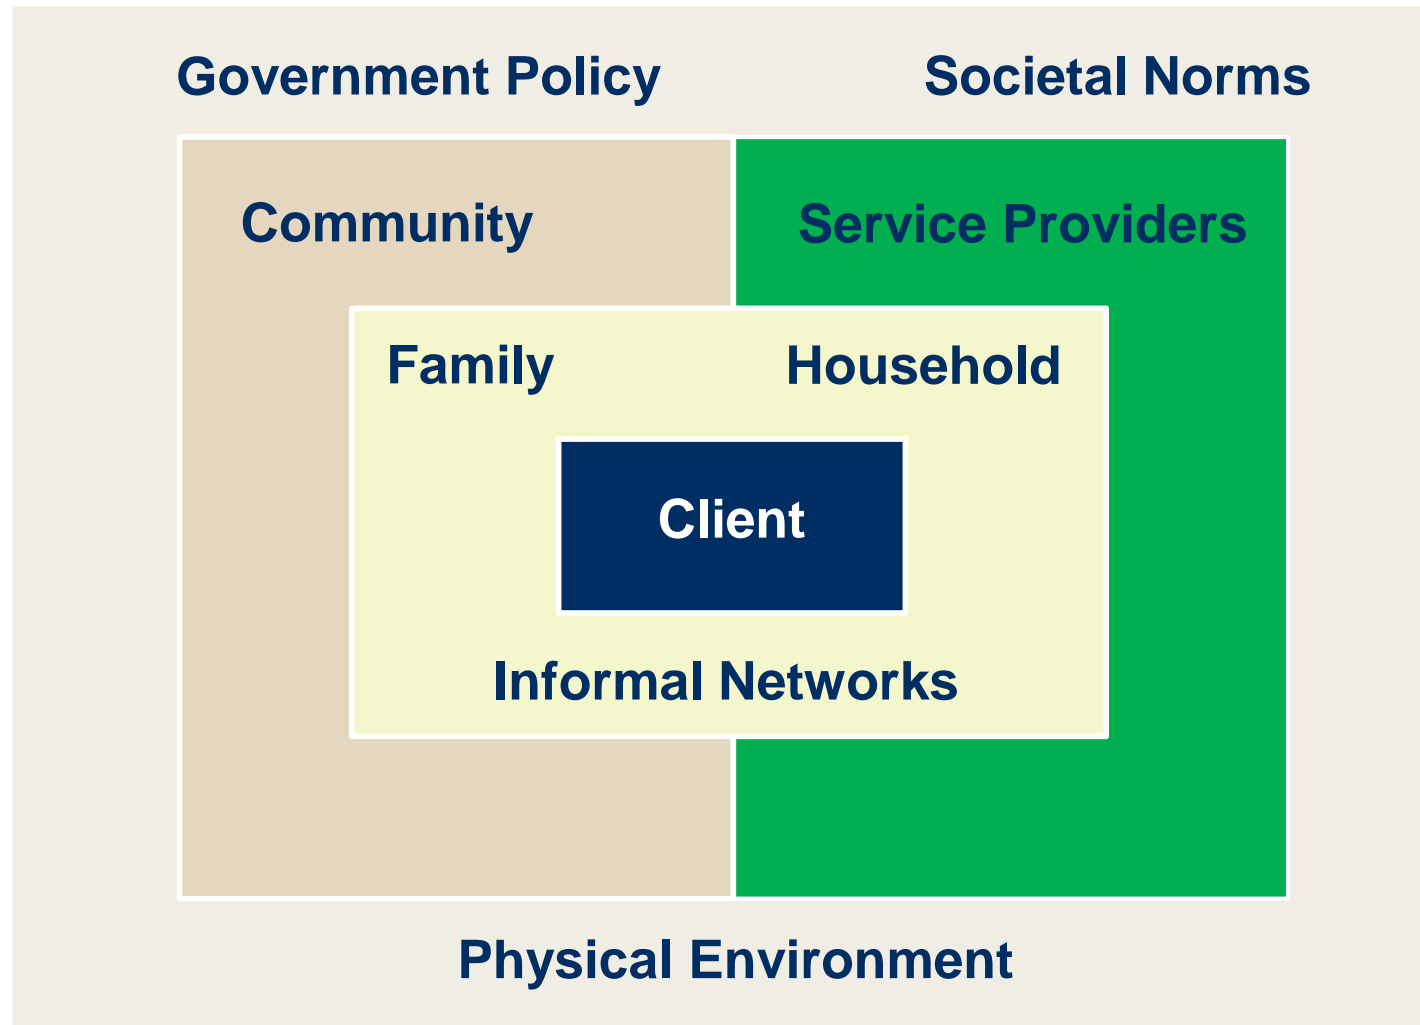 Government Policy
Societal Norms
Community
Service Providers
Family
Household
Client
Informal Networks
Physical Environment